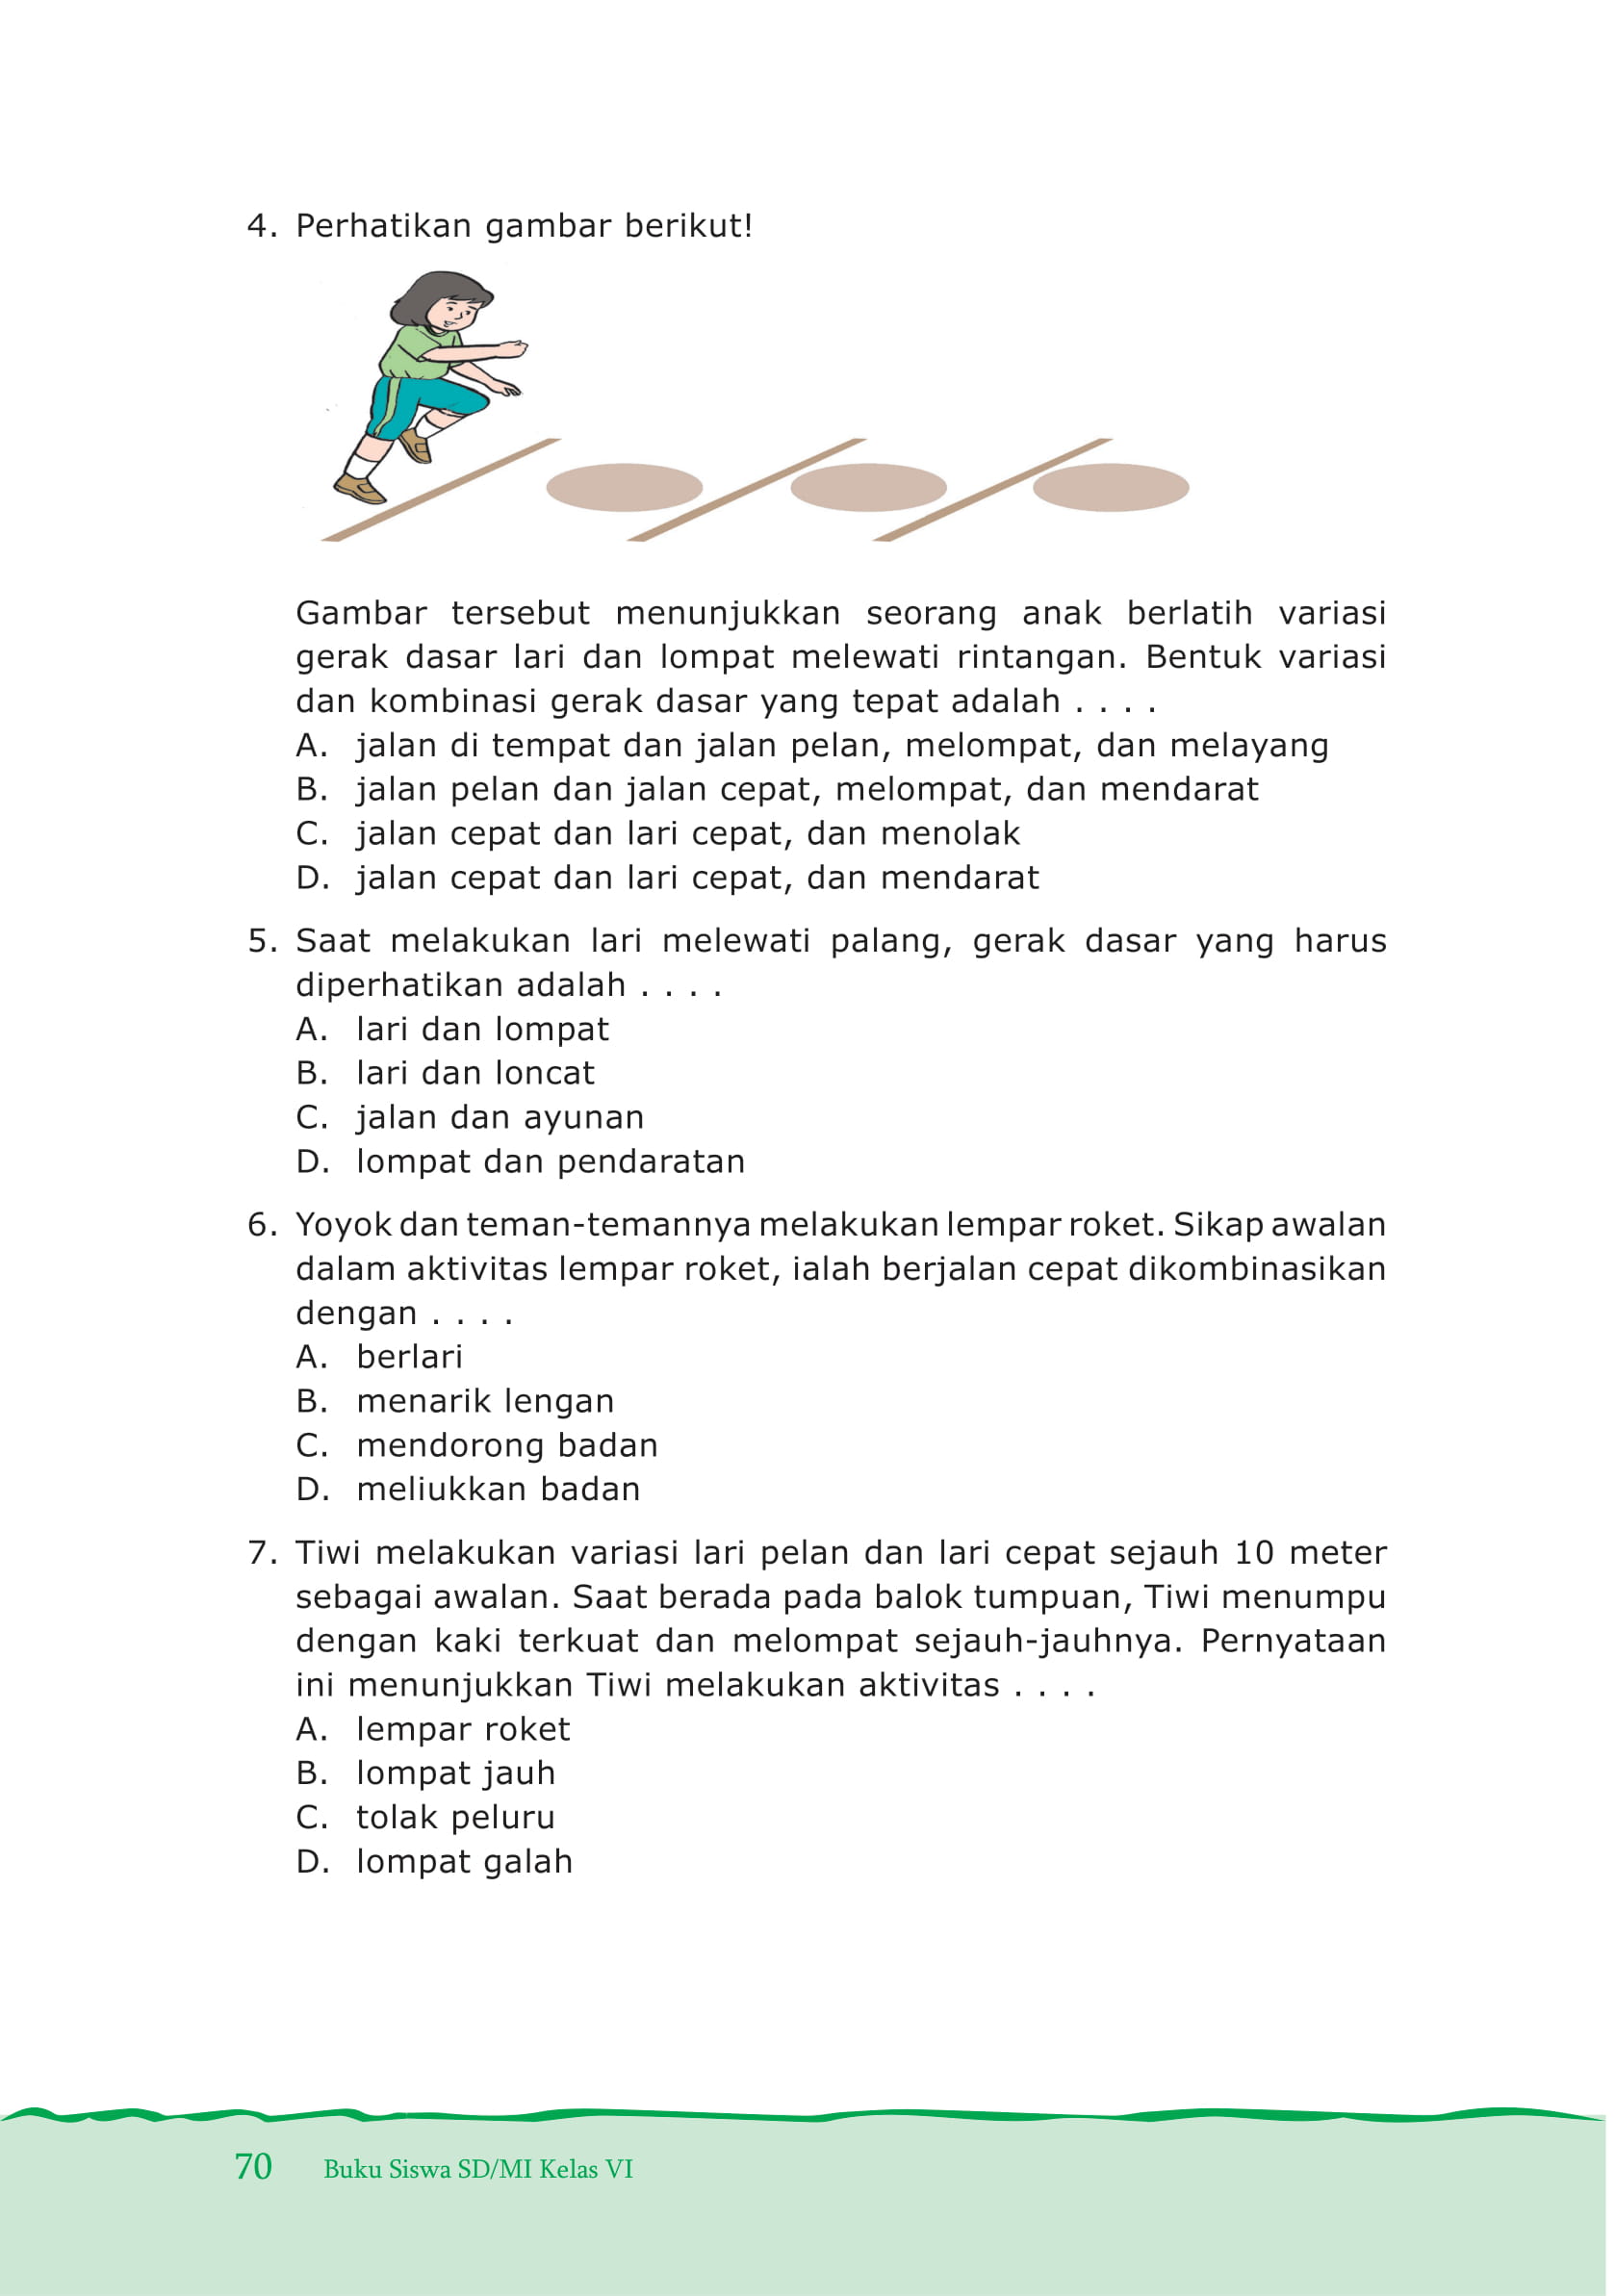 4. Perhatikan gambar berikut!
Gambar tersebut menunjukkan seorang anak berlatih variasi
gerak dasar lari dan lompat melewati rintangan. Bentuk variasi
dan kombinasi gerak dasar yang tepat adalah . . . .
A. jalan di tempat dan jalan pelan, melompat, dan melayang
B. jalan pelan dan jalan cepat, melompat, dan mendarat
C. jalan cepat dan lari cepat, dan menolak
D. jalan cepat dan lari cepat, dan mendarat
5. Saat melakukan lari melewati palang, gerak dasar yang harus
diperhatikan adalah . . . .
A. lari dan lompat
B. lari dan loncat
C. jalan dan ayunan
D. lompat dan pendaratan
6. Yoyok dan teman-temannya melakukan lempar roket. Sikap awalan
dalam aktivitas lempar roket, ialah berjalan cepat dikombinasikan
dengan . . . .
A. berlari
B. menarik lengan
C. mendorong badan
D. meliukkan badan
7. Tiwi melakukan variasi lari pelan dan lari cepat sejauh 10 meter
sebagai awalan. Saat berada pada balok tumpuan, Tiwi menumpu
dengan kaki terkuat dan melompat sejauh-jauhnya. Pernyataan
ini menunjukkan Tiwi melakukan aktivitas . . . .
A. lempar roket
B. lompat jauh
C. tolak peluru
D. lompat galah
70 Buku Siswa SD/MI Kelas VI